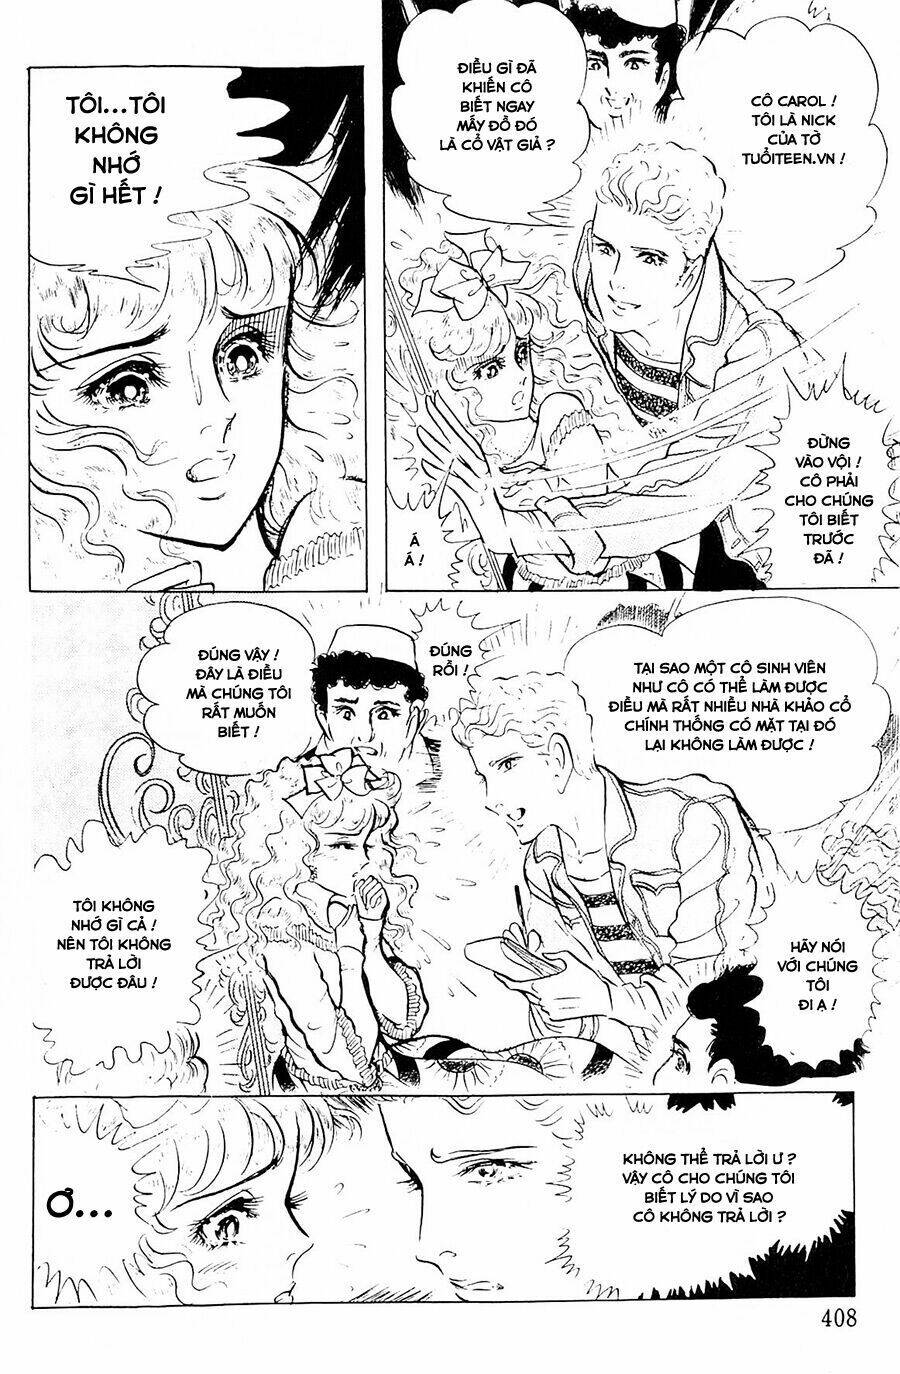 CÔ CAROL !
TÔI LÀ NICK
CỦA TỜ
TUỔITEEN.VN !
ĐIỀU GÌ ĐÃ
KHIẾN CÔ
BIẾT NGAY
MẤY ĐỒ ĐÓ
LÀ CỔ VẬT GIẢ ?
ĐỪNG
VÀO VỘI !
CÔ PHẢI
CHO CHÚNG
TÔI BIẾT
TRƯỚC
ĐÃ !
Á
Á !
TÔI...TÔI
KHÔNG
NHỚ
GÌ HẾT !
TẠI SAO MỘT CÔ SINH VIÊN
NHƯ CÔ CÓ THỂ LÀM ĐƯỢC
ĐIỀU MÀ RẤT NHIỀU NHÀ KHẢO CỔ
CHÍNH THỐNG CÓ MẶT TẠI ĐÓ
LẠI KHÔNG LÀM ĐƯỢC !
ĐÚNG
RỒI !
ĐÚNG VẬY !
ĐÂY LÀ ĐIỀU
MÀ CHÚNG TÔI
RẤT MUỐN
BIẾT !
HÃY NÓI
VỚI CHÚNG
TÔI
ĐI Ạ !
TÔI KHÔNG
NHỚ GÌ CẢ !
NÊN TÔI KHÔNG
TRẢ LỜI
ĐƯỢC ĐÂU !
KHÔNG THỂ TRẢ LỜI Ư ?
VẬY CÔ CHO CHÚNG TÔI
BIẾT LÝ DO VÌ SAO
CÔ KHÔNG TRẢ LỜI ?
Ơ...
408